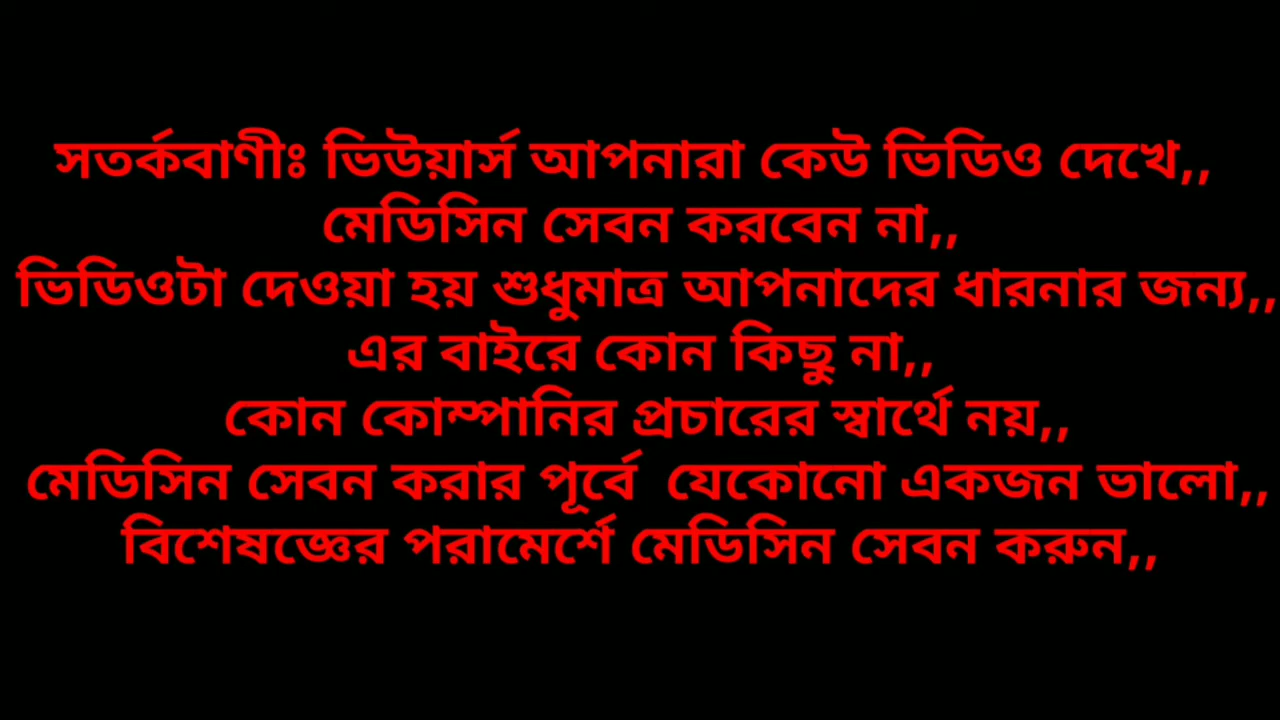 সতর্কবাণীঃ ভিউয়ার্স আপনারা কেউ ভিডিও দেখে,,
মেডিসিন সেবন করবেন না,,
ভিডিওটা দেওয়া হয় শুধুমাত্র আপনাদের ধারনার জন্য,,
এর বাইরে কোন কিছু না,,
কোন কোম্পানির প্রচারের স্বার্থে নয়,,
মেডিসিন সেবন করার পূর্বে যেকোনো একজন ভালো,,
বিশেষজ্ঞের পরামের্শে মেডিসিন সেবন করুন,,